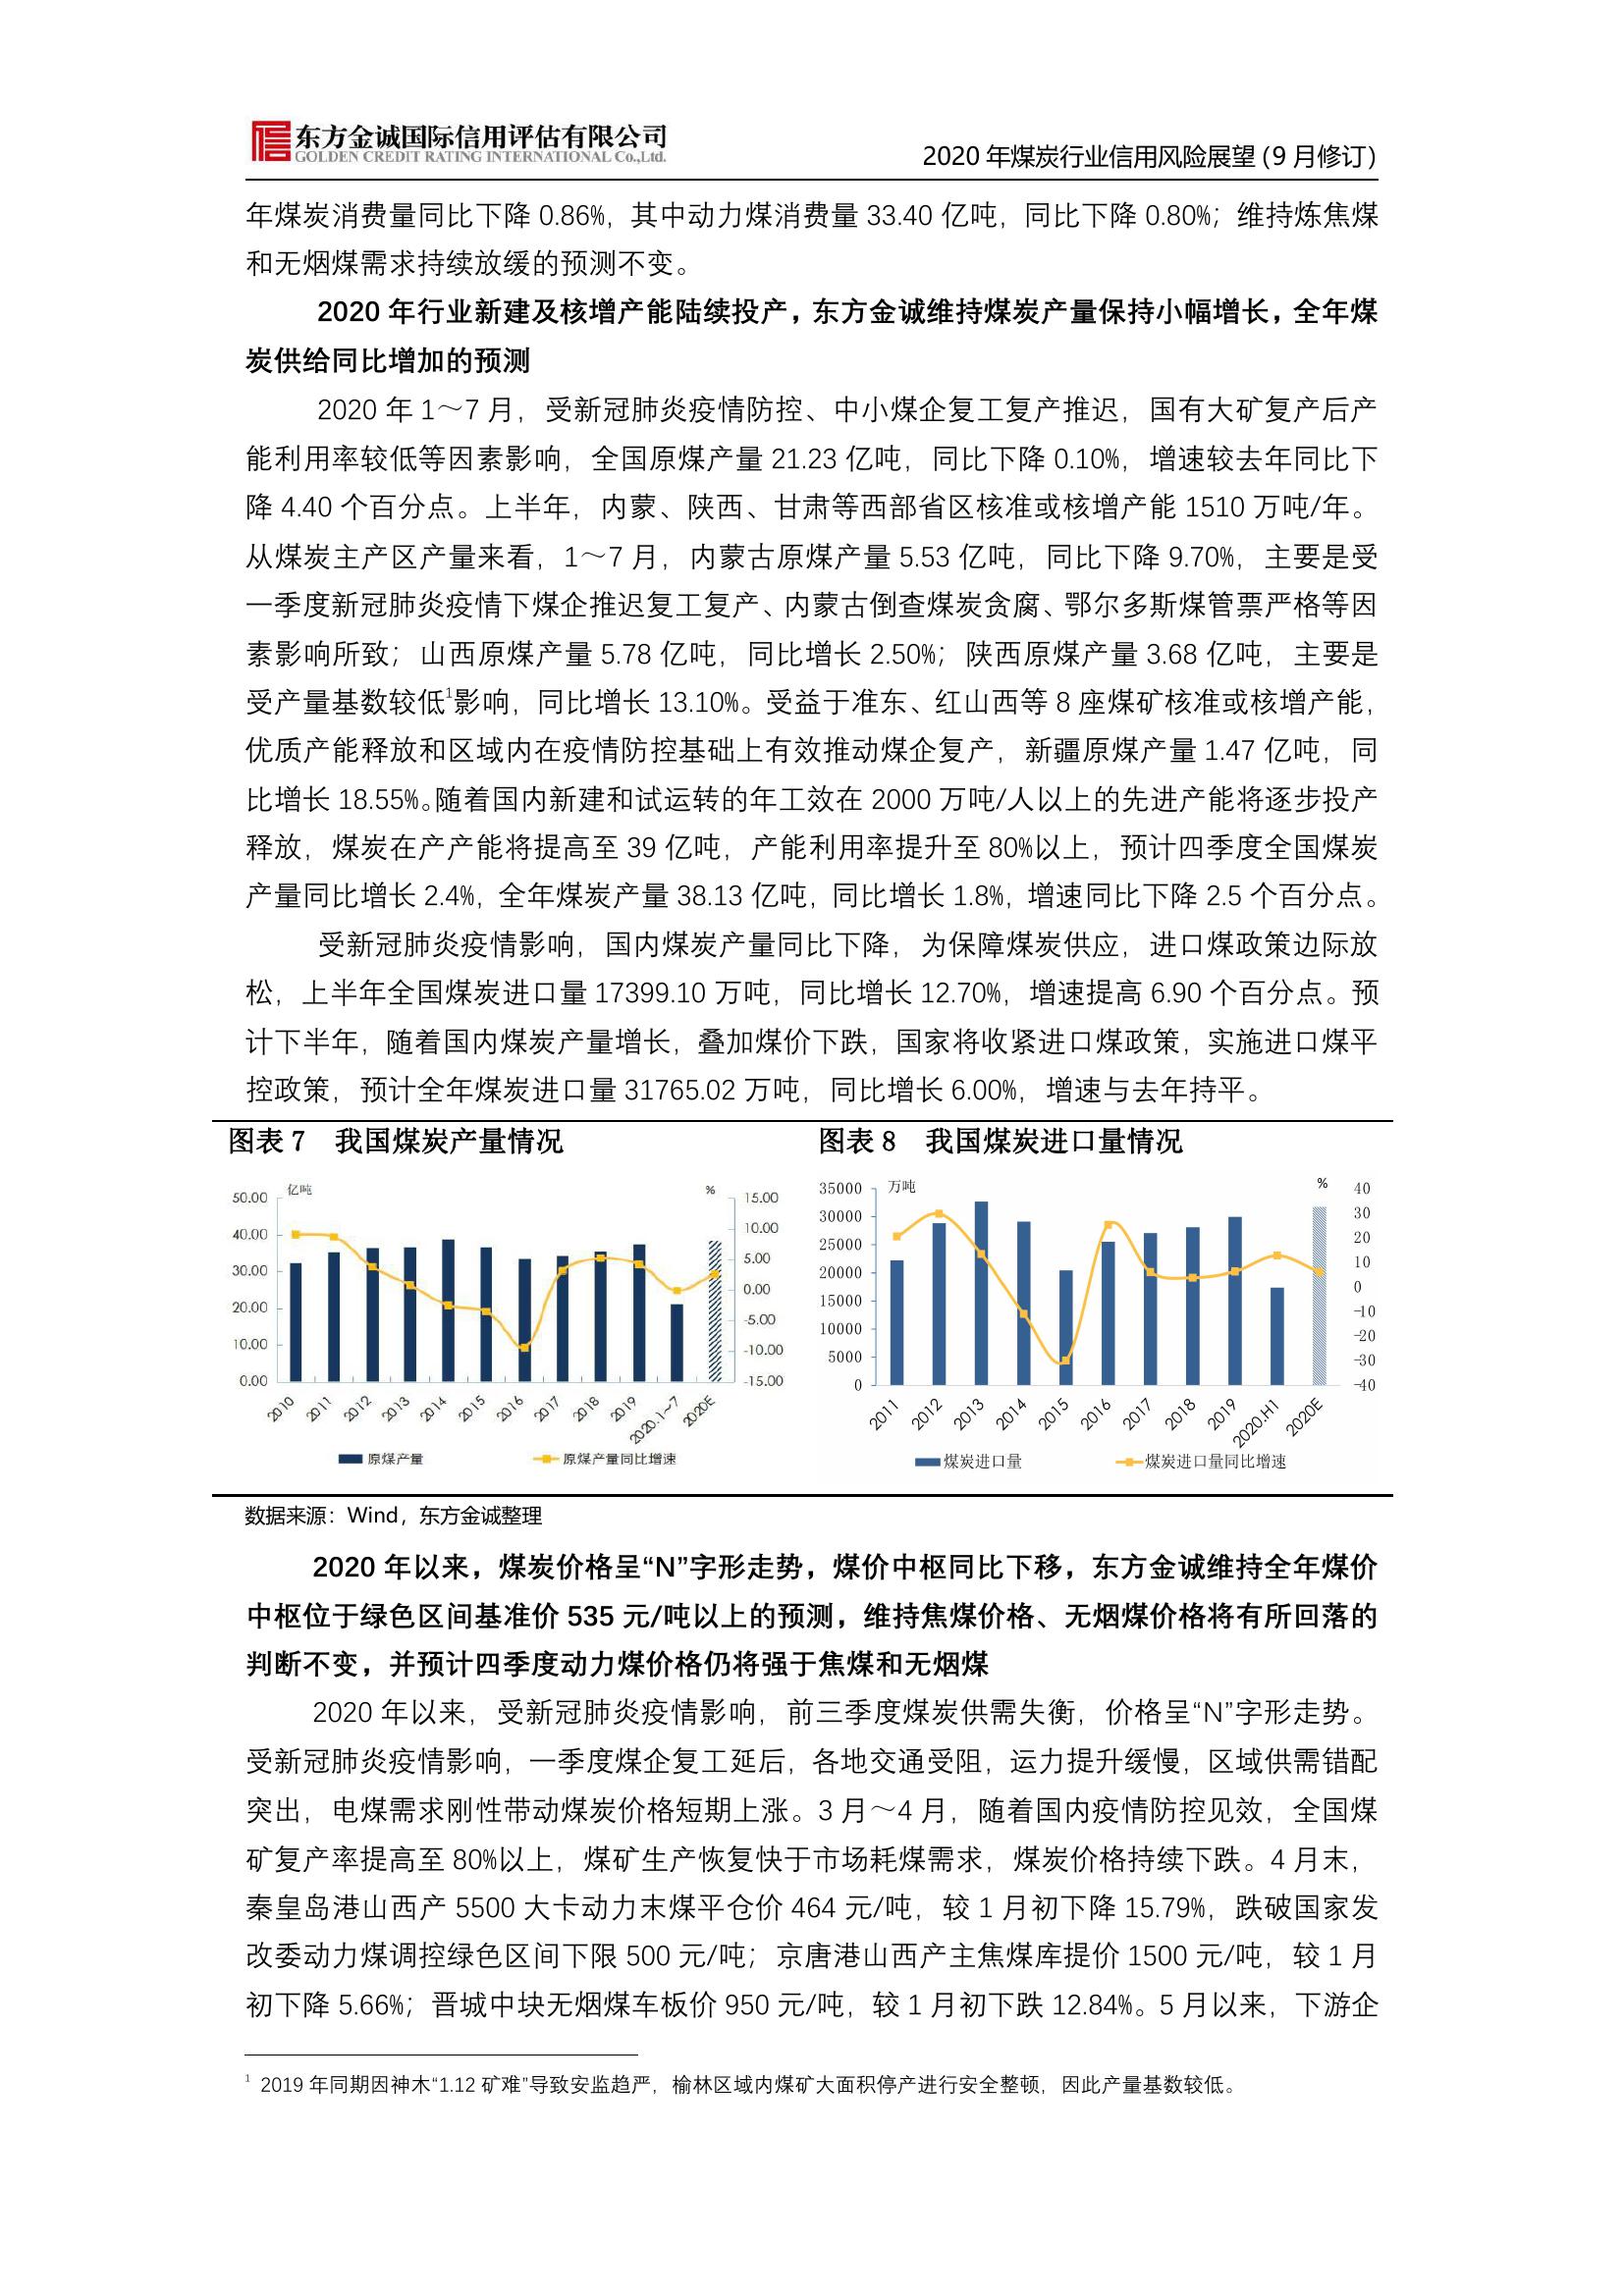 东方金诚国际信用评估有限公司
GOLDEN CREDIT RATING INTERNATIONAL Co.,Ltd.
2020 年煤炭行业信用风险展望(9 月修订)
年煤炭消费量同比下降 0.86%，其中动力煤消费量 33.40 亿吨，同比下降 0.80%；维持炼焦煤
和无烟煤需求持续放缓的预测不变。
2020 年行业新建及核增产能陆续投产，东方金诚维持煤炭产量保持小幅增长，全年煤
炭供给同比增加的预测
2020 年 1～7 月，受新冠肺炎疫情防控、中小煤企复工复产推迟，国有大矿复产后产
能利用率较低等因素影响，全国原煤产量 21.23 亿吨，同比下降 0.10%，增速较去年同比下
降 4.40 个百分点。上半年，内蒙、陕西、甘肃等西部省区核准或核增产能 1510 万吨/年。
从煤炭主产区产量来看，1～7 月，内蒙古原煤产量 5.53 亿吨，同比下降 9.70%，主要是受
一季度新冠肺炎疫情下煤企推迟复工复产、内蒙古倒查煤炭贪腐、鄂尔多斯煤管票严格等因
素影响所致；山西原煤产量 5.78 亿吨，同比增长 2.50%；陕西原煤产量 3.68 亿吨，主要是
受产量基数较低1影响，同比增长 13.10%。受益于准东、红山西等 8 座煤矿核准或核增产能，
优质产能释放和区域内在疫情防控基础上有效推动煤企复产，新疆原煤产量 1.47 亿吨，同
比增长 18.55%。随着国内新建和试运转的年工效在 2000 万吨/人以上的先进产能将逐步投产
释放，煤炭在产产能将提高至 39 亿吨，产能利用率提升至 80%以上，预计四季度全国煤炭
产量同比增长 2.4%，全年煤炭产量 38.13 亿吨，同比增长 1.8%，增速同比下降 2.5 个百分点。
受新冠肺炎疫情影响，国内煤炭产量同比下降，为保障煤炭供应，进口煤政策边际放
松，上半年全国煤炭进口量 17399.10 万吨，同比增长 12.70%，增速提高 6.90 个百分点。预
计下半年，随着国内煤炭产量增长，叠加煤价下跌，国家将收紧进口煤政策，实施进口煤平
控政策，预计全年煤炭进口量 31765.02 万吨，同比增长 6.00%，增速与去年持平。
图表 7 我国煤炭产量情况
亿吨 %
50.00 15.00
40.00 10.00
30.00 5.00
20.00 0.00
10.00 -5.00
0.00 -10.00
-15.00
2010 2011 2012 2013 2014 2015 2016 2017 2018 2019 2020.1~7 2020E
原煤产量 原煤产量同比增速
图表 8 我国煤炭进口量情况
万吨 %
35000 40
30000 30
25000 20
20000 10
15000 0
10000 -10
5000 -20
0 -30
-40
2011 2012 2013 2014 2015 2016 2017 2018 2019 2020.H1 2020E
煤炭进口量 煤炭进口量同比增速
数据来源：Wind，东方金诚整理
2020 年以来，煤炭价格呈“N”字形走势，煤价中枢同比下移，东方金诚维持全年煤价
中枢位于绿色区间基准价 535 元/吨以上的预测，维持焦煤价格、无烟煤价格将有所回落的
判断不变，并预计四季度动力煤价格仍将强于焦煤和无烟煤
2020 年以来，受新冠肺炎疫情影响，前三季度煤炭供需失衡，价格呈“N”字形走势。
受新冠肺炎疫情影响，一季度煤企复工延后，各地交通受阻，运力提升缓慢，区域供需错配
突出，电煤需求刚性带动煤炭价格短期上涨。3 月～4 月，随着国内疫情防控见效，全国煤
矿复产率提高至 80%以上，煤矿生产恢复快于市场耗煤需求，煤炭价格持续下跌。4 月末，
秦皇岛港山西产 5500 大卡动力末煤平仓价 464 元/吨，较 1 月初下降 15.79%，跌破国家发
改委动力煤调控绿色区间下限 500 元/吨；京唐港山西产主焦煤库提价 1500 元/吨，较 1 月
初下降 5.66%；晋城中块无烟煤车板价 950 元/吨，较 1 月初下跌 12.84%。5 月以来，下游企
1 2019 年同期因神木“1.12 矿难”导致安监趋严，榆林区域内煤矿大面积停产进行安全整顿，因此产量基数较低。